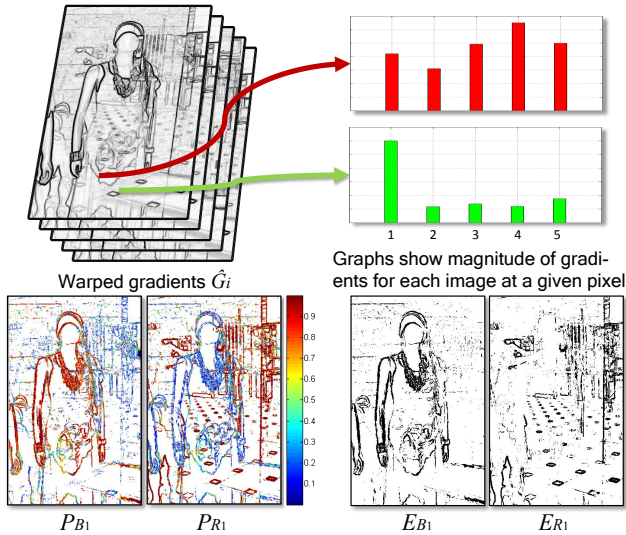 1 2 3 4 5
Warped gradients Ĝi
Graphs show magnitude of gradi-
ents for each image at a given pixel
0.9
0.8
0.7
0.6
0.5
0.4
0.3
0.2
0.1
PB1 PR1 EB1 ER1